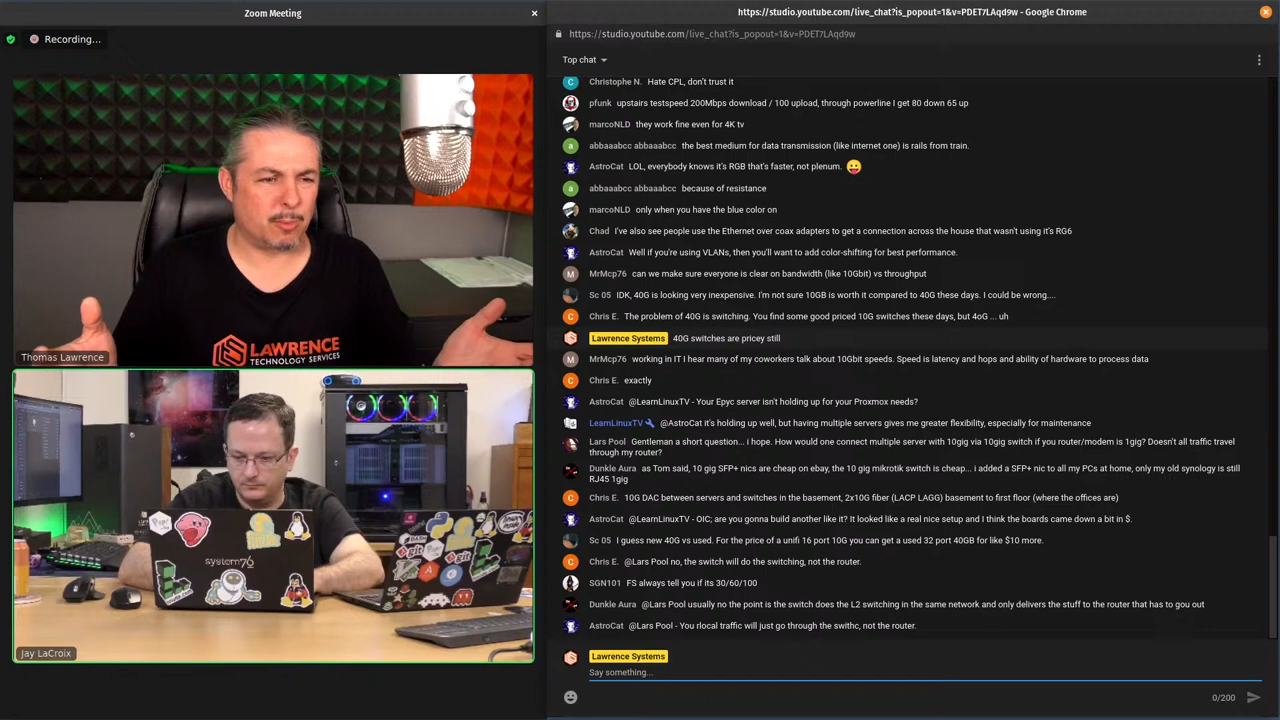 Zoom Meeting
Recording...
LAWRENCE
TECHNOLOGY SERVICES
Thomas Lawrence
system76
Jay LaCroix
https://studio.youtube.com/live_chat?is_popout=1&v=PDET7LAqd9w - Google Chrome
https://studio.youtube.com/live_chat?is_popout=1&v=PDET7LAqd9w
Top chat
C Christophe N. Hate CPL, don't trust it
pfunk upstairs testspeed 200Mbps download / 100 upload, through powerline I get 80 down 65 up
marcoNLD they work fine even for 4K tv
a abbaaabcc abbaaabcc the best medium for data transmission (like internet one) is rails from train.
AstroCat LOL, everybody knows it's RGB that's faster, not plenum.
a abbaaabcc abbaaabcc because of resistance
marcoNLD only when you have the blue color on
Chad I've also see people use the Ethernet over coax adapters to get a connection across the house that wasn't using it's RG6
AstroCat Well if you're using VLANs, then you'll want to add color-shifting for best performance.
M MrMcp76 can we make sure everyone is clear on bandwidth (like 10Gbit) vs throughput
Sc 05 IDK, 40G is looking very inexpensive. I'm not sure 10GB is worth it compared to 40G these days. I could be wrong....
C Chris E. The problem of 40G is switching. You find some good priced 10G switches these days, but 4oG ... uh
Lawrence Systems 40G switches are pricey still
M MrMcp76 working in IT I hear many of my coworkers talk about 10Gbit speeds. Speed is latency and hops and ability of hardware to process data
C Chris E. exactly
AstroCat @LearnLinuxTV - Your Epyc server isn't holding up for your Proxmox needs?
LearnLinuxTV @AstroCat it's holding up well, but having multiple servers gives me greater flexibility, especially for maintenance
Lars Pool Gentleman a short question... i hope. How would one connect multiple server with 10gig via 10gig switch if you router/modem is 1gig? Doesn't all traffic travel
through my router?
Dunkle Aura as Tom said, 10 gig SFP+ nics are cheap on ebay, the 10 gig mikrotik switch is cheap... i added a SFP+ nic to all my PCs at home, only my old synology is still
RJ45 1gig
C Chris E. 10G DAC between servers and switches in the basement, 2x10G fiber (LACP LAGG) basement to first floor (where the offices are)
AstroCat @LearnLinuxTV - OIC; are you gonna build another like it? It looked like a real nice setup and I think the boards came down a bit in $.
Sc 05 I guess new 40G vs used. For the price of a unifi 16 port 10G you can get a used 32 port 40GB for like $10 more.
C Chris E. @Lars Pool no, the switch will do the switching, not the router.
SGN101 FS always tell you if its 30/60/100
Dunkle Aura @Lars Pool usually no the point is the switch does the L2 switching in the same network and only delivers the stuff to the router that has to gou out
AstroCat @Lars Pool - You rlocal traffic will just go through the swithc, not the router.
Lawrence Systems
Say something...
0/200